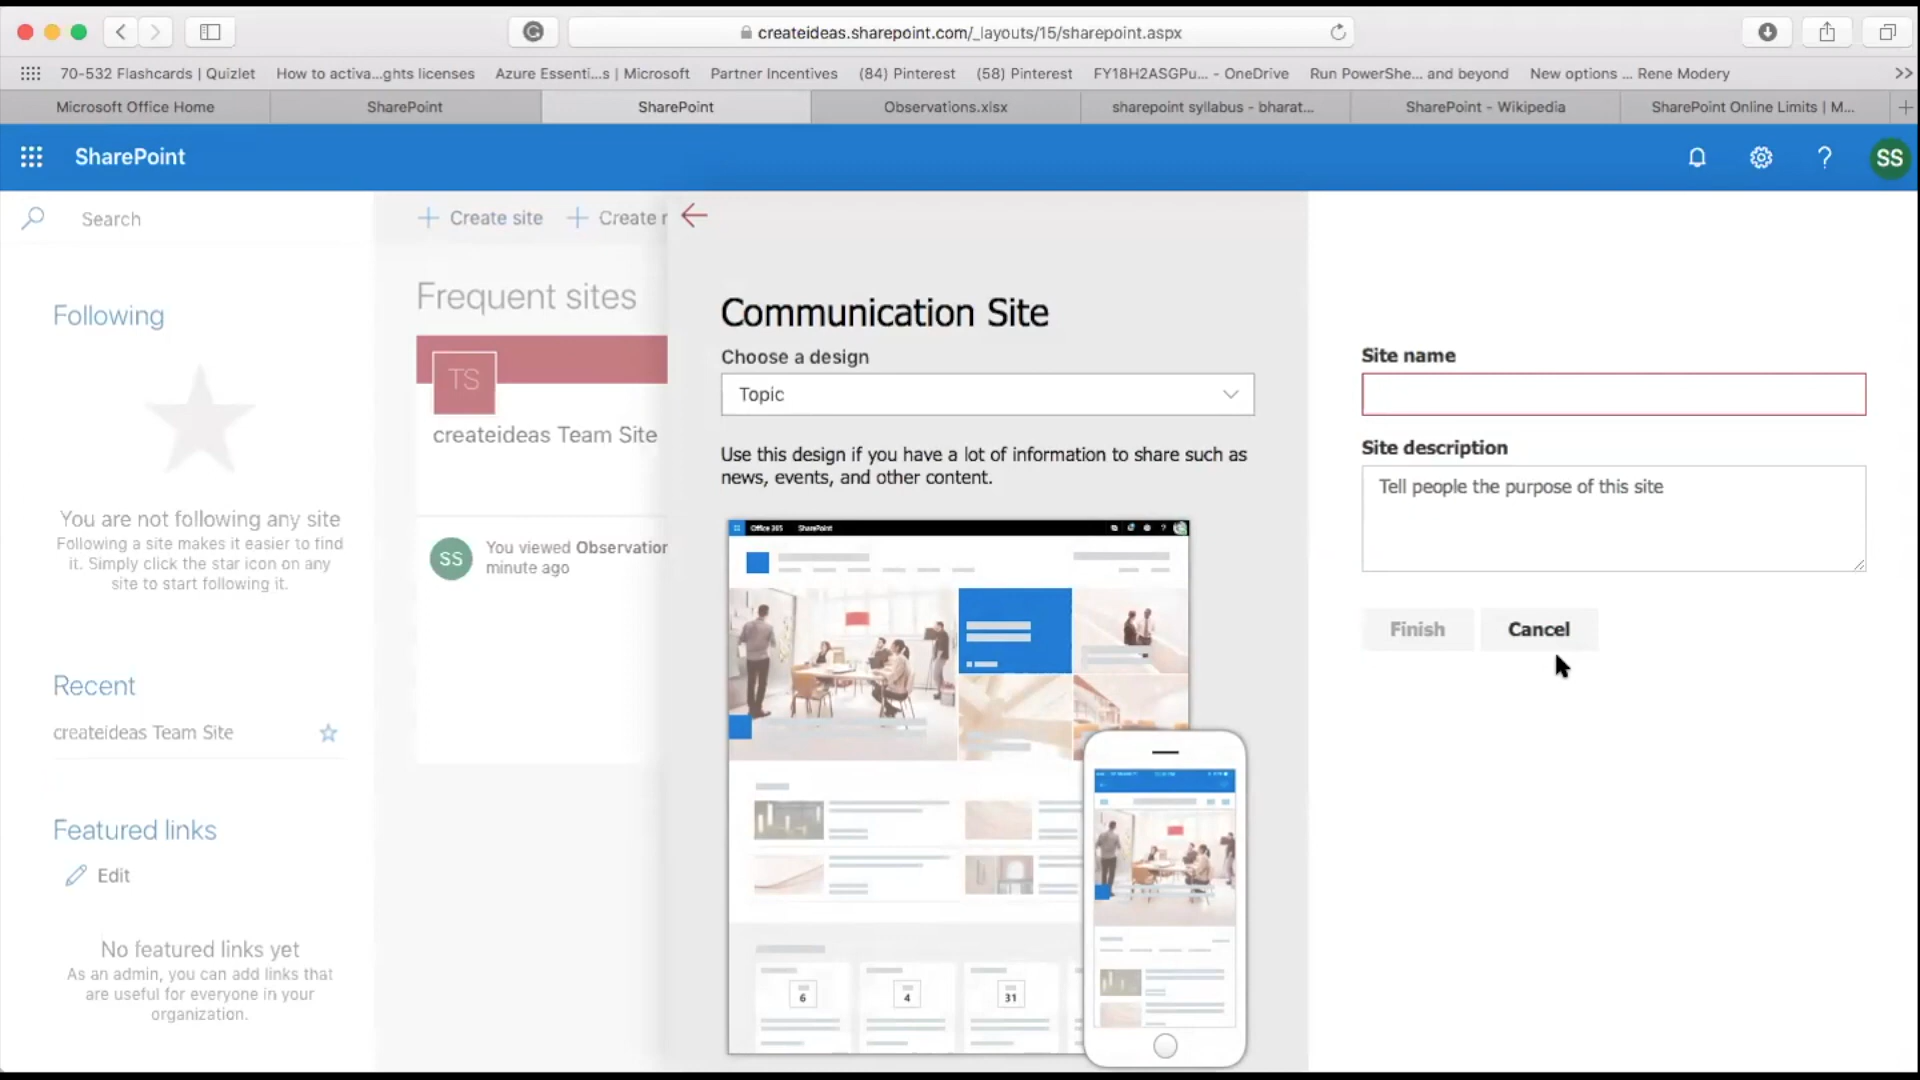 createideas.sharepoint.com/_layouts/15/sharepoint.aspx
70-532 Flashcards | Quizlet
How to activa...ghts licenses
Azure Essenti...s | Microsoft
Partner Incentives
(84) Pinterest
(58) Pinterest
FY18H2ASGPu... - OneDrive
Run PowerShe... and beyond
New options ... Rene Modery
Microsoft Office Home
SharePoint
SharePoint
Observations.xlsx
sharepoint syllabus - bharat...
SharePoint - Wikipedia
SharePoint Online Limits | M...
SharePoint
?
SS
Search
Following
You are not following any site
Following a site makes it easier to find
it. Simply click the star icon on any
site to start following it.
Recent
createideas Team Site
Featured links
Edit
No featured links yet
As an admin, you can add links that
are useful for everyone in your
organization.
Create site
Create
Frequent sites
TS
createideas Team Site
SS
You viewed Observation
minute ago
Communication Site
Choose a design
Topic
Use this design if you have a lot of information to share such as
news, events, and other content.
Office 365 SharePoint
6
4
31
Site name
Site description
Tell people the purpose of this site
Finish
Cancel